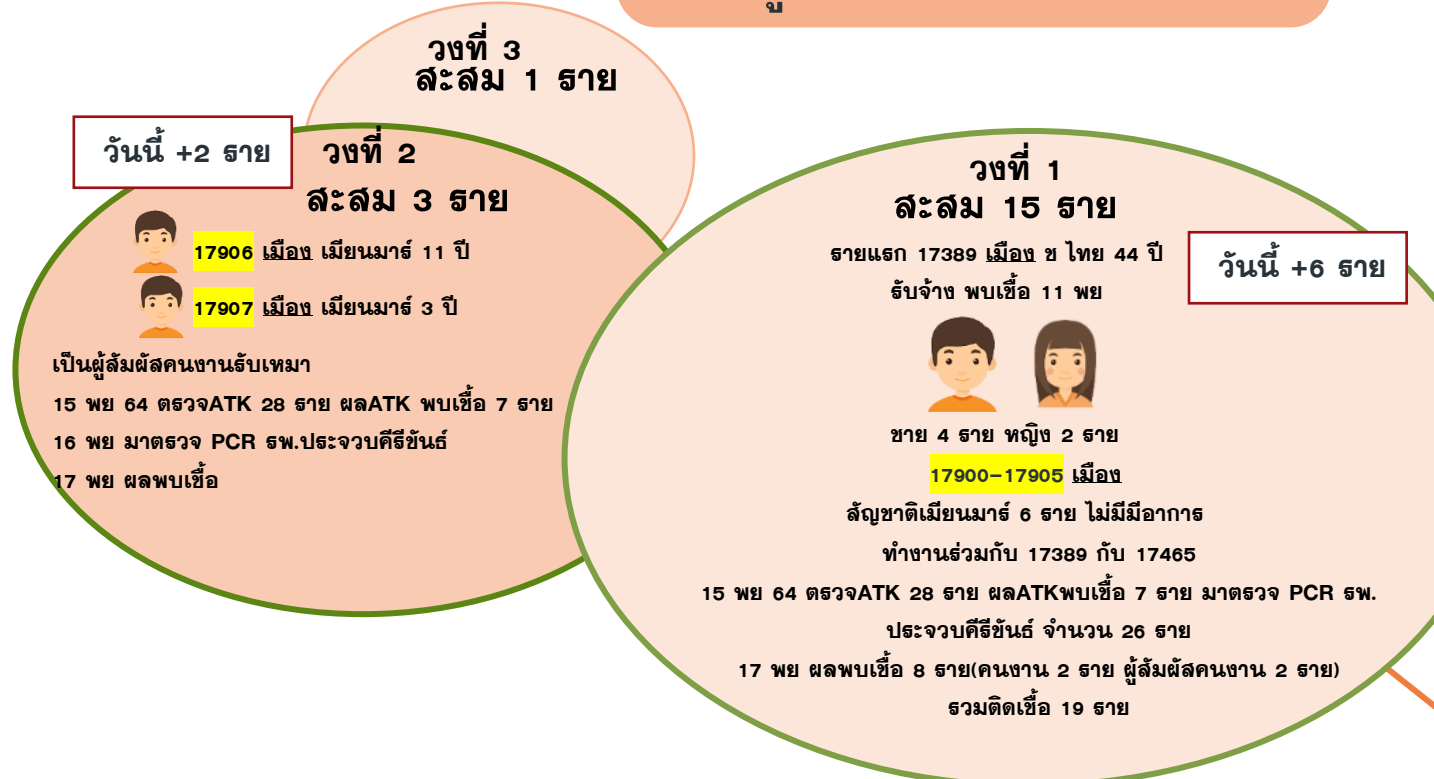 วงที่ 3
สะสม 1 ราย
วันนี้ +2 ราย
วงที่ 2
สะสม 3 ราย
17906 เมือง เมียนมาร์ 11 ปี
17907 เมือง เมียนมาร์ 3 ปี
เป็นผู้สัมผัสคนงานรับเหมา
15 พย 64 ตรวจATK 28 ราย ผลATK พบเชื้อ 7 ราย
16 พย มาตรวจ PCR รพ.ประจวบคีรีขันธ์
17 พย ผลพบเชื้อ
วงที่ 1
สะสม 15 ราย
รายแรก 17389 เมือง ช ไทย 44 ปี
รับจ้าง พบเชื้อ 11 พย
วันนี้ +6 ราย
ชาย 4 ราย หญิง 2 ราย
17900-17905 เมือง
สัญชาติเมียนมาร์ 6 ราย ไม่มีมีอาการ
ทำงานร่วมกับ 17389 กับ 17465
15 พย 64 ตรวจATK 28 ราย ผลATKพบเชื้อ 7 ราย มาตรวจ PCR รพ.
ประจวบคีรีขันธ์ จำนวน 26 ราย
17 พย ผลพบเชื้อ 8 ราย(คนงาน 2 ราย ผู้สัมผัสคนงาน 2 ราย)
รวมติดเชื้อ 19 ราย